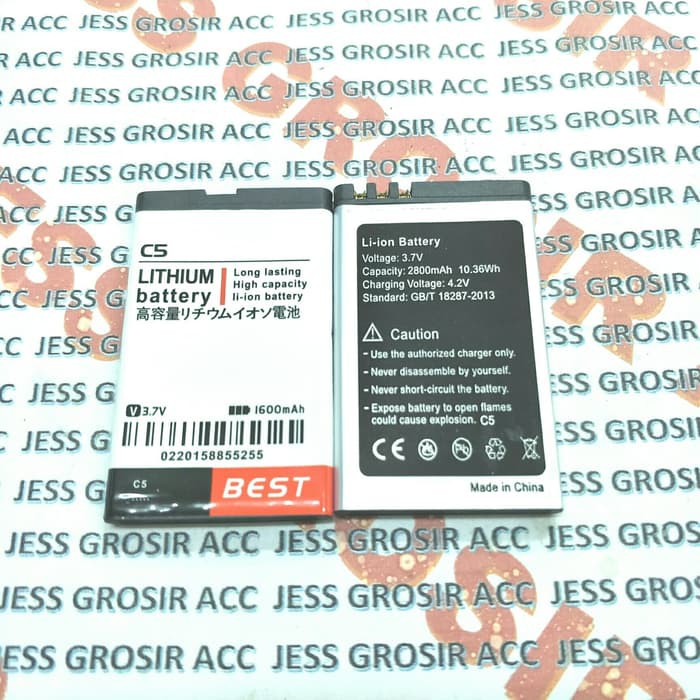 JESS GROSIR ACC
C5
LITHIUM
battery
Long lasting
High capacity
li-ion battery
高容量リチウムイオン電池
V 3.7V
1600mAh
0220158855255
C5
BEST
Li-ion Battery
Voltage: 3.7V
Capacity: 2800mAh 10.36Wh
Charging Voltage: 4.2V
Standard: GB/T 18287-2013
Caution
- Use the authorized charger only.
- Never disassemble by yourself.
- Never short-circuit the battery.
- Expose battery to open flames
could cause explosion. C5
CE
Pb
Made in China